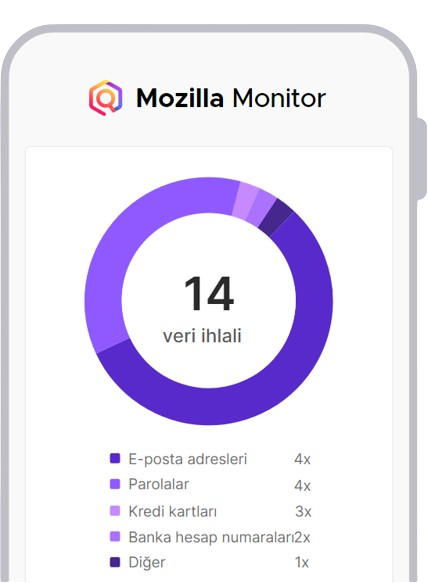 Mozilla Monitor
14
veri ihlali
E-posta adresleri 4x
Parolalar 4x
Kredi kartları 3x
Banka hesap numaraları 2x
Diğer 1x